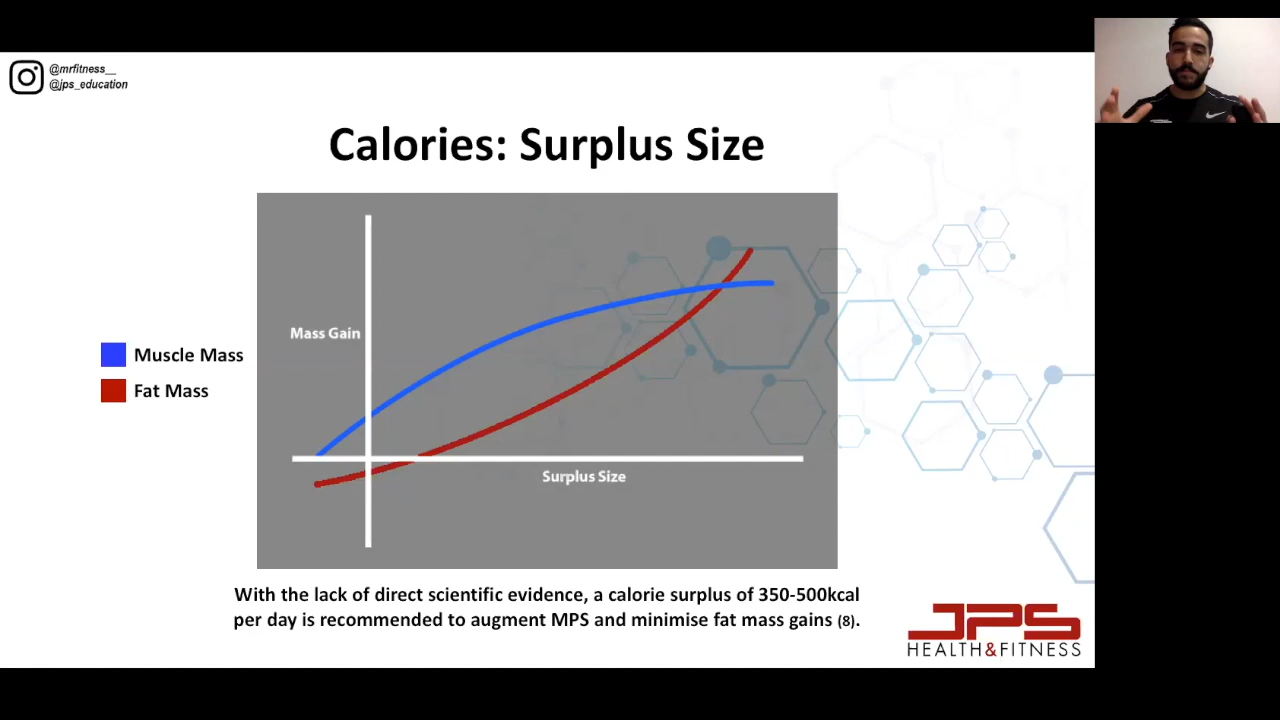 @mrfitness__
@jps_education
Calories: Surplus Size
Mass Gain
Muscle Mass
Fat Mass
Surplus Size
With the lack of direct scientific evidence, a calorie surplus of 350-500kcal
per day is recommended to augment MPS and minimise fat mass gains (8).
JPS
HEALTH&FITNESS